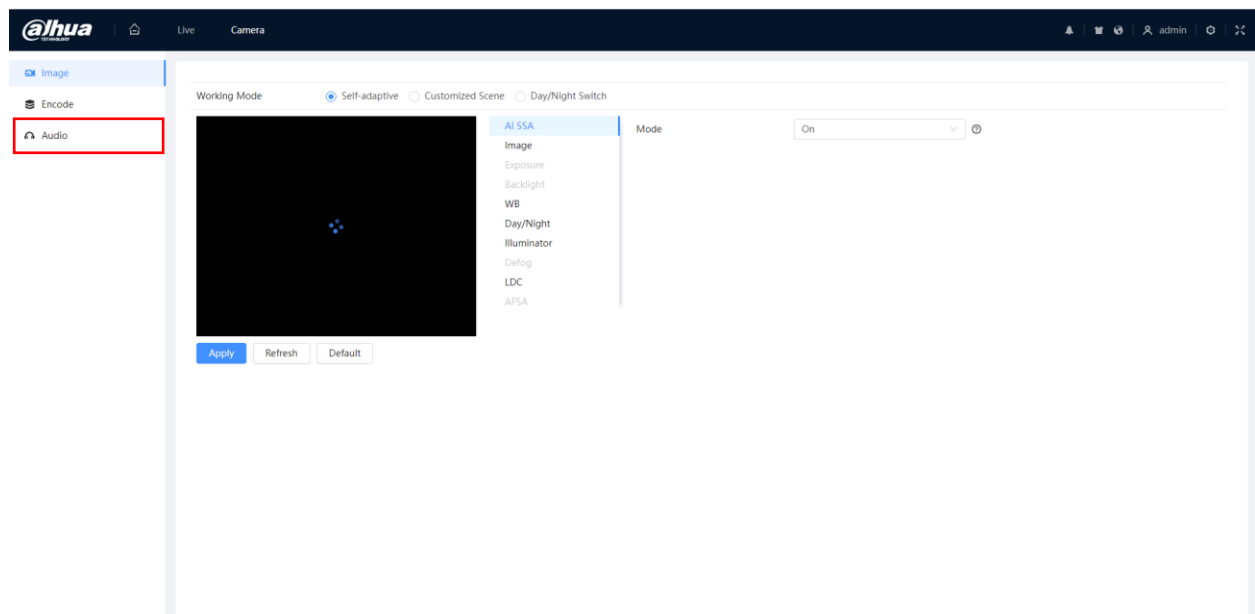 alhua
TECHNOLOGY
Live
Camera
admin
Image
Encode
Audio
Working Mode
Self-adaptive
Customized Scene
Day/Night Switch
AI SSA
Image
Exposure
Backlight
WB
Day/Night
Illuminator
Defog
LDC
AFSA
Mode
On
Apply
Refresh
Default